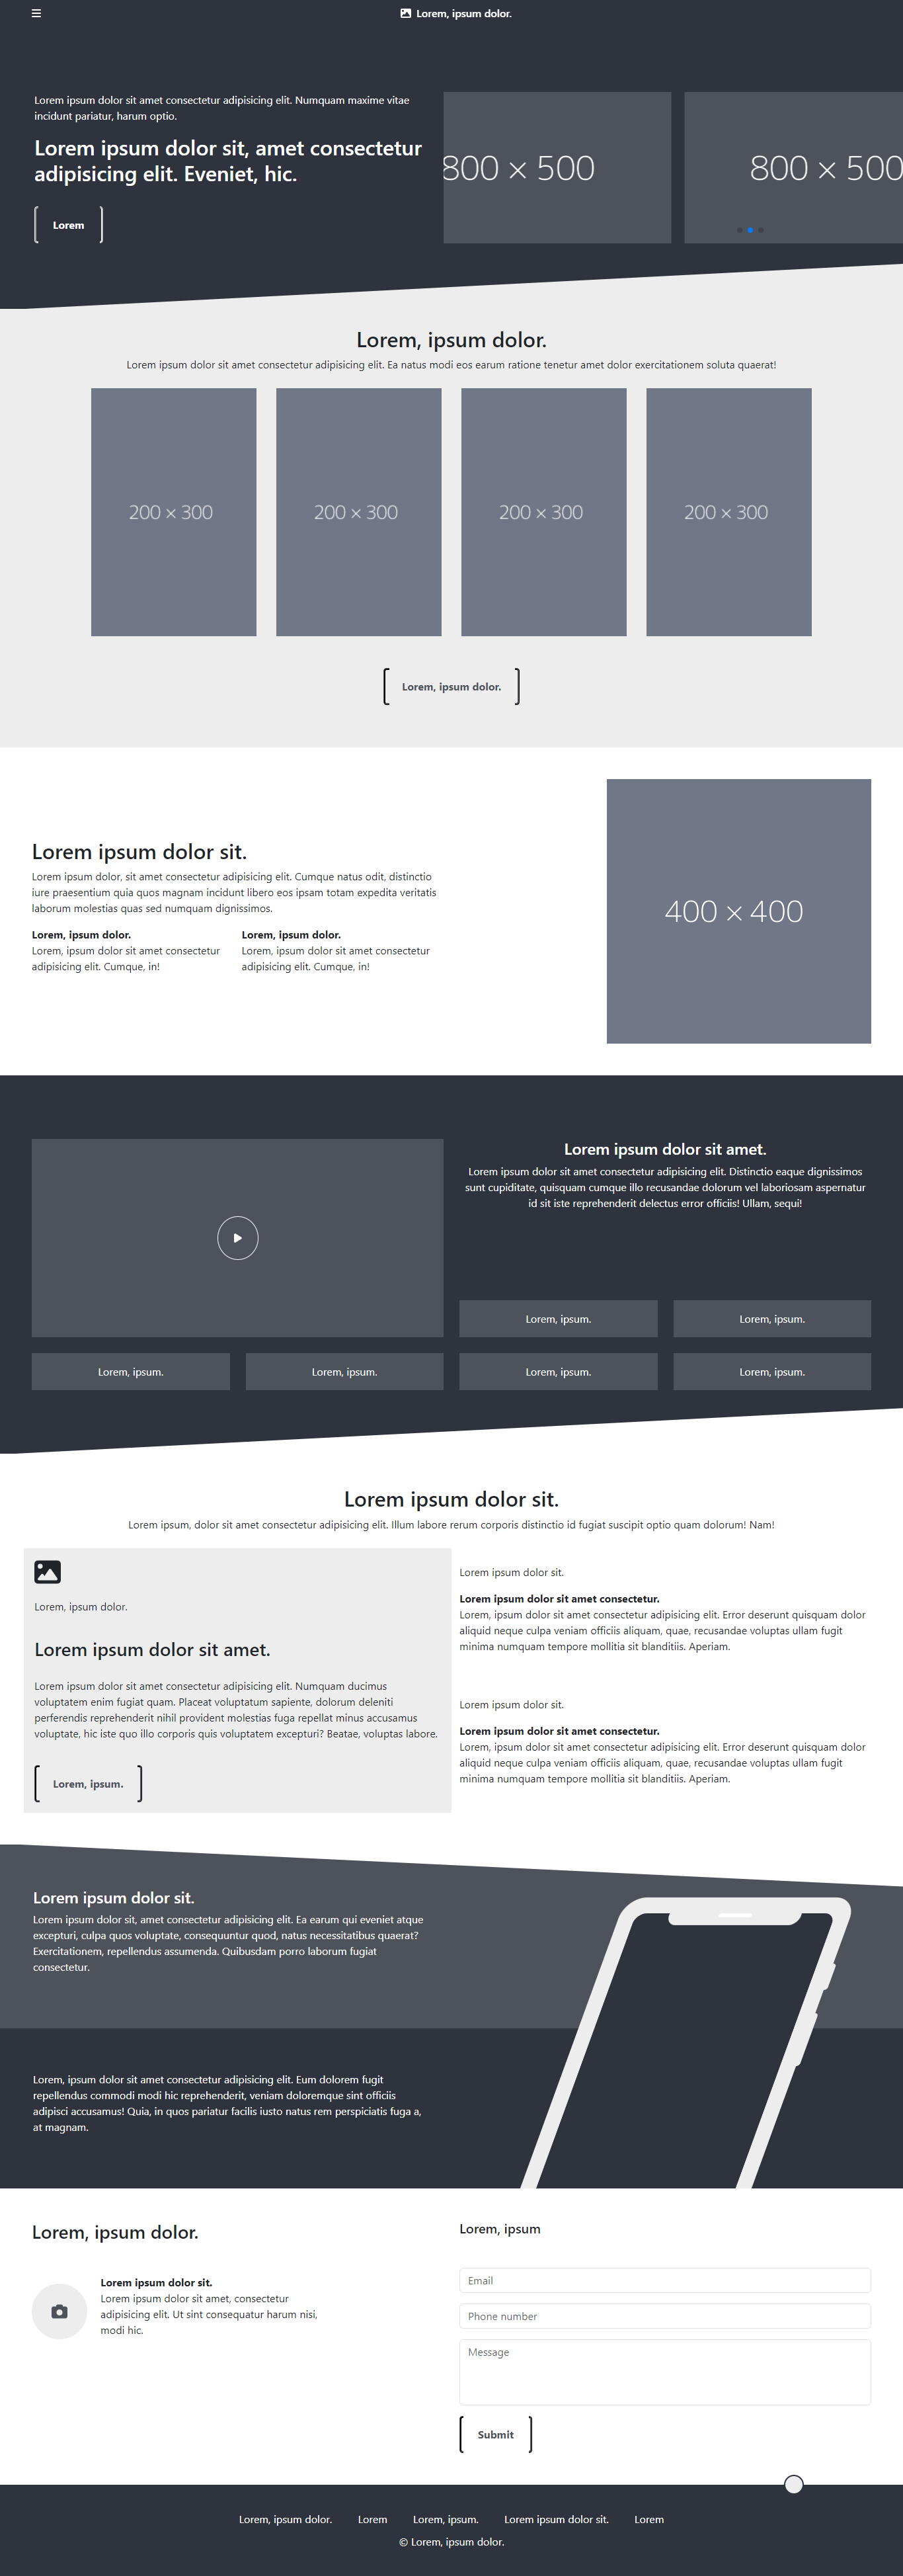 Lorem, ipsum dolor.
Lorem ipsum dolor sit amet consectetur adipisicing elit. Numquam maxime vitae
incidunt pariatur, harum optio.
Lorem ipsum dolor sit, amet consectetur
adipisicing elit. Eveniet, hic.
Lorem
800 × 500
800 × 500
Lorem, ipsum dolor.
Lorem ipsum dolor sit amet consectetur adipisicing elit. Ea natus modi eos earum ratione tenetur amet dolor exercitationem soluta quaerat!
200 × 300
200 × 300
200 × 300
200 × 300
Lorem, ipsum dolor.
Lorem ipsum dolor sit.
Lorem ipsum dolor, sit amet consectetur adipisicing elit. Cumque natus odit, distinctio
iure praesentium quia quos magnam incidunt libero eos ipsam totam expedita veritatis
laborum molestias quas sed numquam dignissimos.
Lorem, ipsum dolor.
Lorem, ipsum dolor sit amet consectetur
adipisicing elit. Cumque, in!
Lorem, ipsum dolor.
Lorem, ipsum dolor sit amet consectetur
adipisicing elit. Cumque, in!
400 × 400
Lorem ipsum dolor sit amet.
Lorem ipsum dolor sit amet consectetur adipisicing elit. Distinctio eaque dignissimos
sunt cupiditate, quisquam cumque illo recusandae dolorum vel laboriosam aspernatur
id sit iste reprehenderit delectus error officiis! Ullam, sequi!
Lorem, ipsum.
Lorem, ipsum.
Lorem, ipsum.
Lorem, ipsum.
Lorem, ipsum.
Lorem, ipsum.
Lorem ipsum dolor sit.
Lorem ipsum, dolor sit amet consectetur adipisicing elit. Illum labore rerum corporis distinctio id fugiat suscipit optio quam dolorum! Nam!
Lorem, ipsum dolor.
Lorem ipsum dolor sit amet.
Lorem ipsum dolor sit amet consectetur adipisicing elit. Numquam ducimus
voluptatem enim fugiat quam. Placeat voluptatum sapiente, dolorum deleniti
perferendis reprehenderit nihil provident molestias fuga repellat minus accusamus
voluptate, hic iste quo illo corporis quis voluptatem excepturi? Beatae, voluptas labore.
Lorem, ipsum.
Lorem ipsum dolor sit.
Lorem ipsum dolor sit amet consectetur.
Lorem, ipsum dolor sit amet consectetur adipisicing elit. Error deserunt quisquam dolor
aliquid neque culpa veniam officiis aliquam, quae, recusandae voluptas ullam fugit
minima numquam tempore mollitia sit blanditiis. Aperiam.
Lorem ipsum dolor sit.
Lorem ipsum dolor sit amet consectetur.
Lorem, ipsum dolor sit amet consectetur adipisicing elit. Error deserunt quisquam dolor
aliquid neque culpa veniam officiis aliquam, quae, recusandae voluptas ullam fugit
minima numquam tempore mollitia sit blanditiis. Aperiam.
Lorem ipsum dolor sit.
Lorem ipsum dolor sit, amet consectetur adipisicing elit. Ea earum qui eveniet atque
excepturi, culpa quos voluptate, consequuntur quod, natus necessitatibus quaerat?
Exercitationem, repellendus assumenda. Quibusdam porro laborum fugiat
consectetur.
Lorem, ipsum dolor sit amet consectetur adipisicing elit. Eum dolorem fugit
repellendus commodi modi hic reprehenderit, veniam doloremque sint officiis
adipisci accusamus! Quia, in quos pariatur facilis iusto natus rem perspiciatis fuga a,
at magnam.
Lorem, ipsum dolor.
Lorem ipsum dolor sit.
Lorem ipsum dolor sit amet, consectetur
adipisicing elit. Ut sint consequatur harum nisi,
modi hic.
Lorem, ipsum
Email
Phone number
Message
Submit
Lorem, ipsum dolor. Lorem Lorem, ipsum. Lorem ipsum dolor sit. Lorem
© Lorem, ipsum dolor.